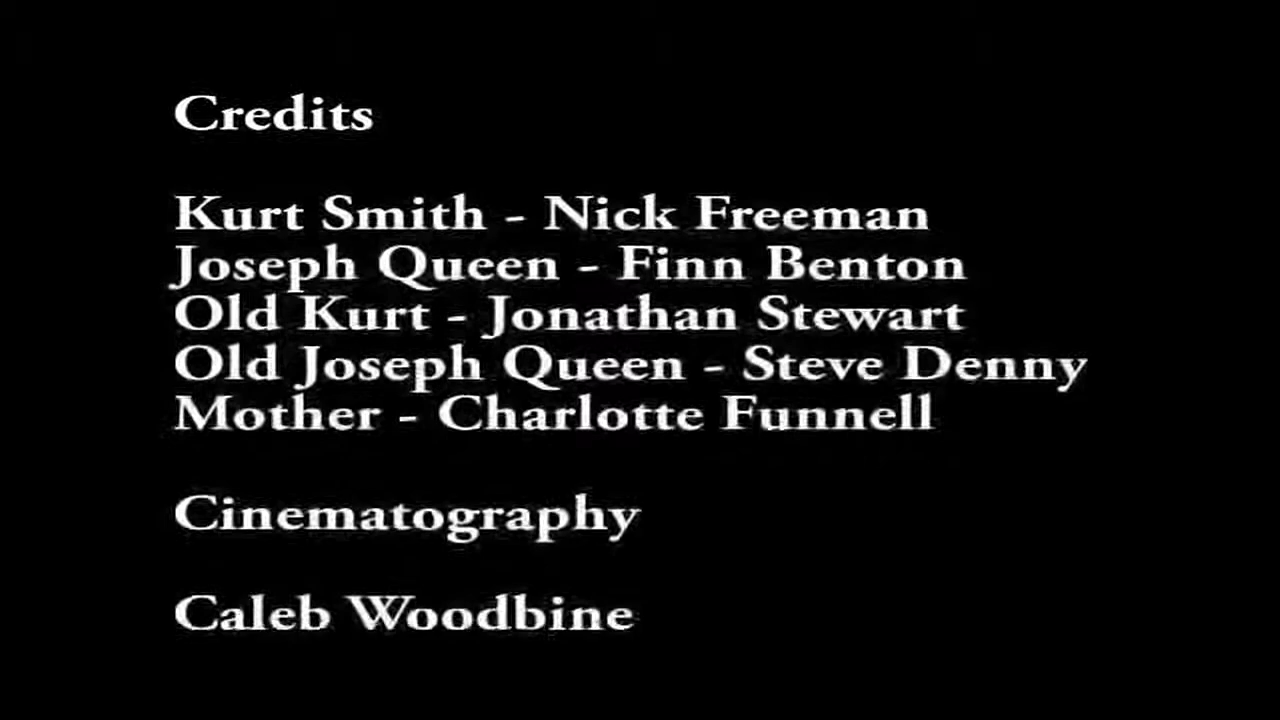 Credits
Kurt Smith - Nick Freeman
Joseph Queen - Finn Benton
Old Kurt - Jonathan Stewart
Old Joseph Queen - Steve Denny
Mother - Charlotte Funnell
Cinematography
Caleb Woodbine